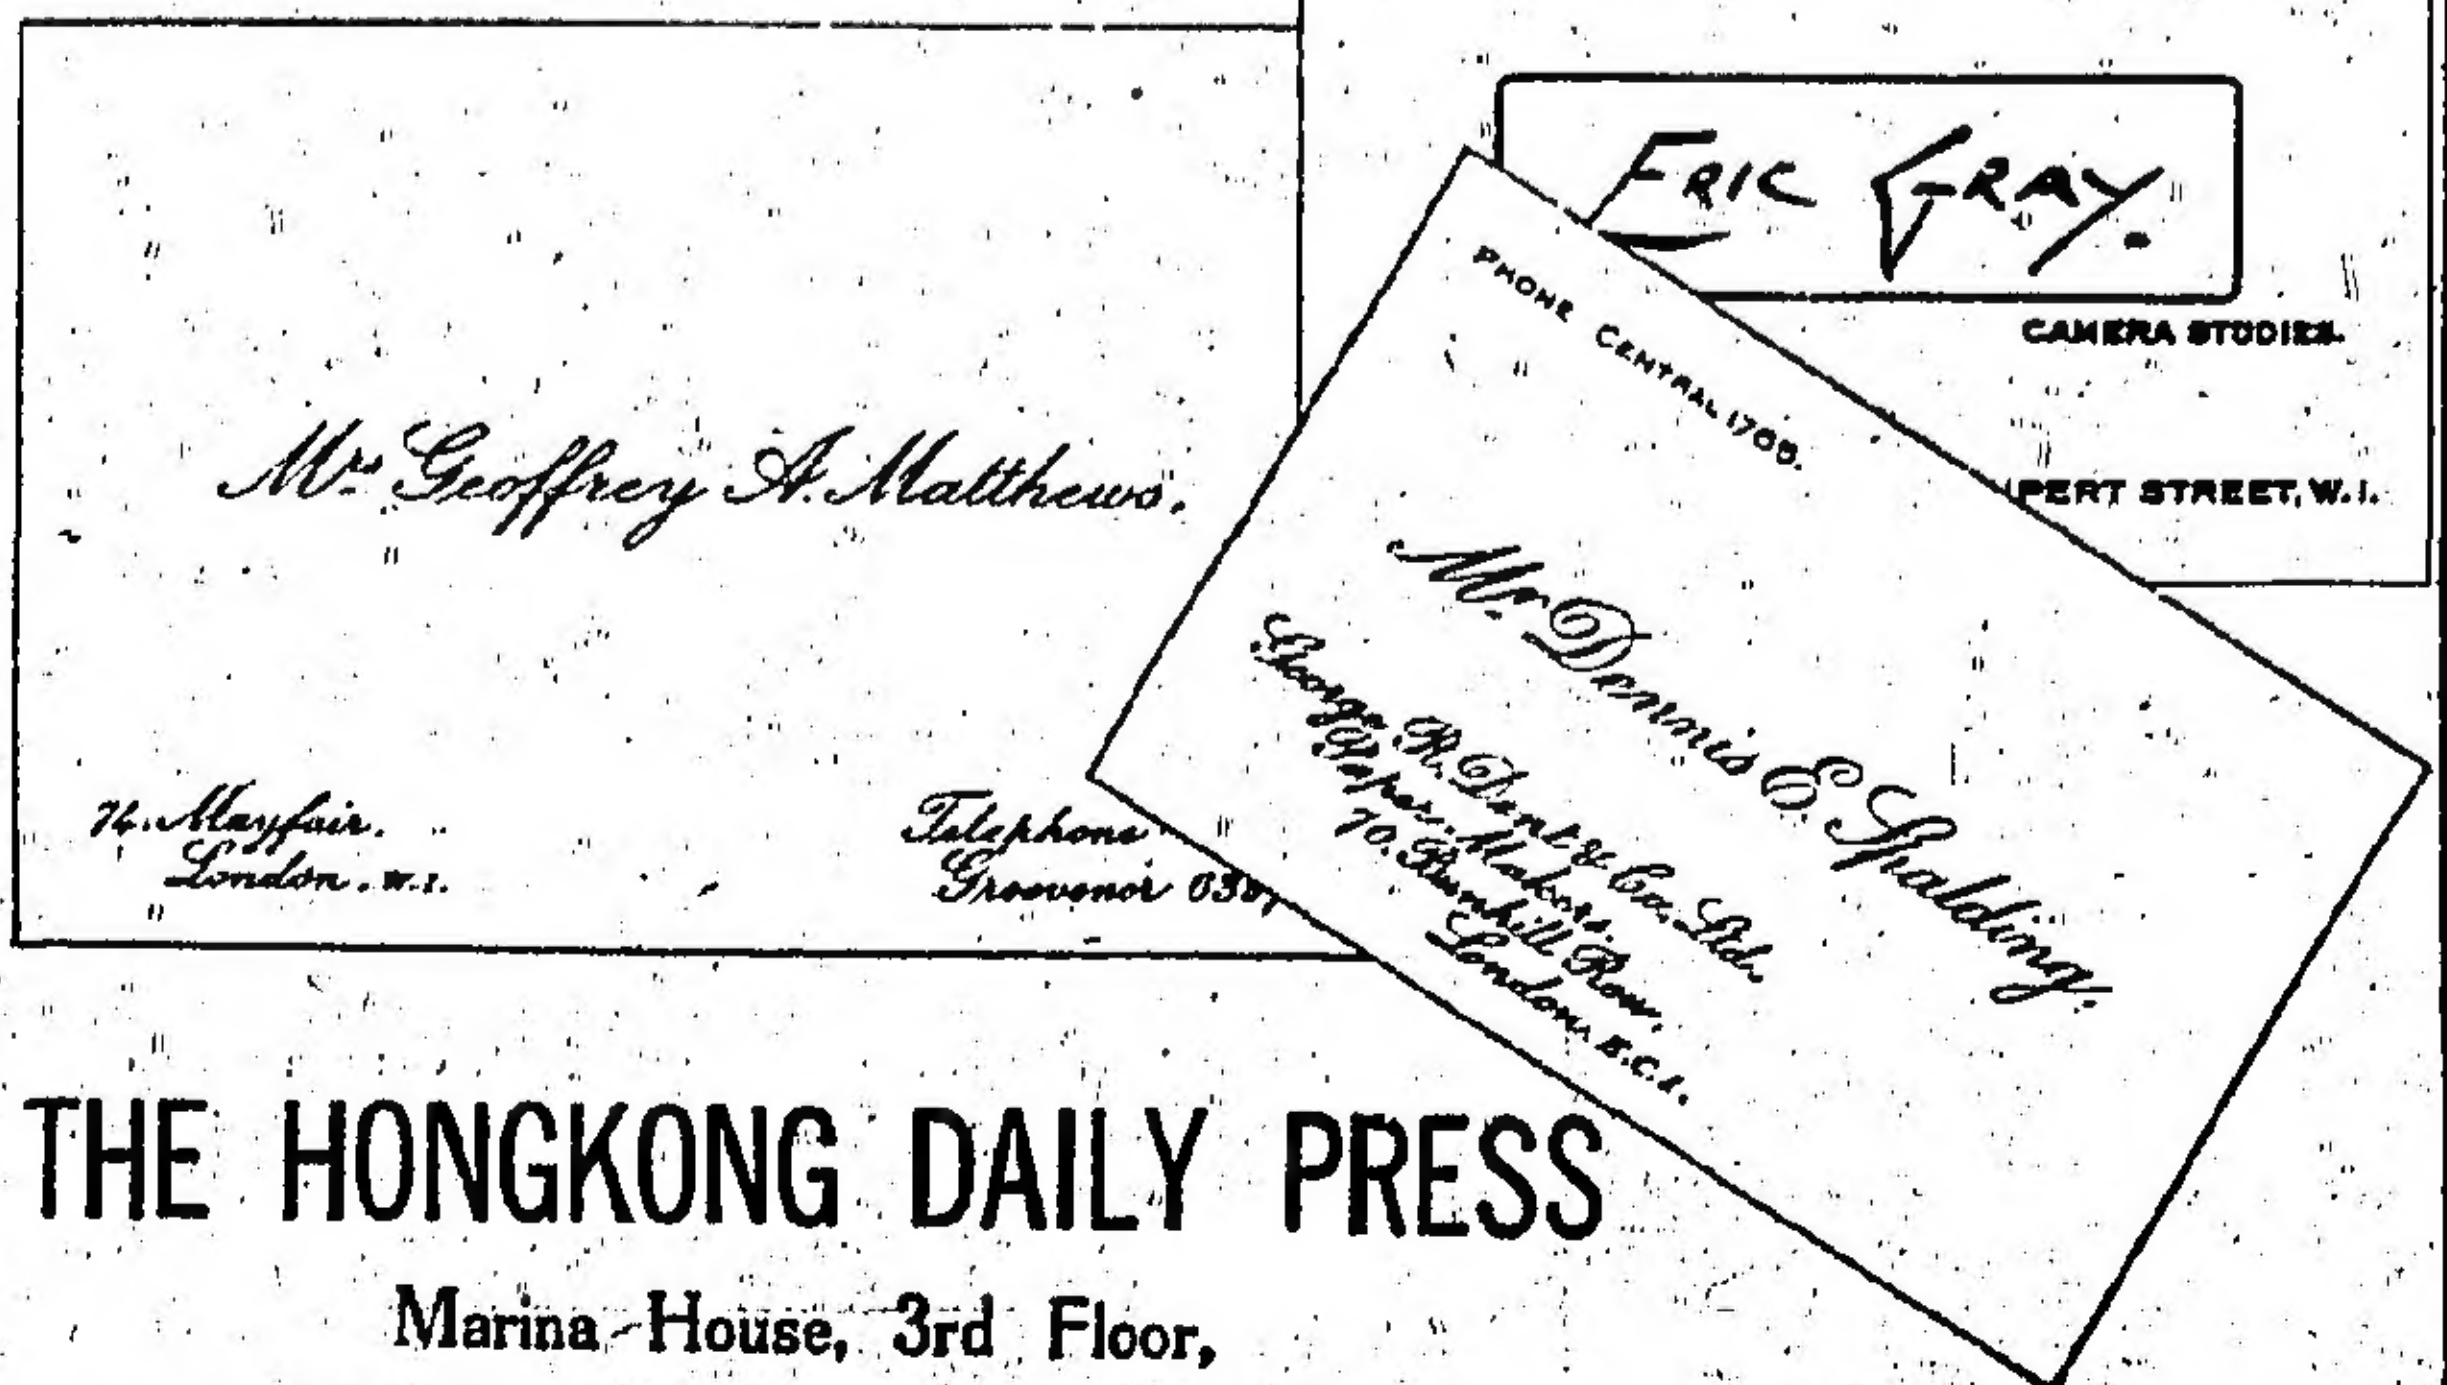 Mrs Geoffrey A. Matthews.
74. Mayfair.
London. W.1.
Telephone
Grosvenor
ERIC GRAY.
CAMERA STUDIES.
PERT STREET, W.1.
PHONE CENTRAL 1705.
Mr Dennis E. Spalding.
George R. Dent & Co. Ltd.
Paper Makers.
70. Bunhill Row.
London. E.C.1.
THE HONGKONG DAILY PRESS
Marina House, 3rd Floor,